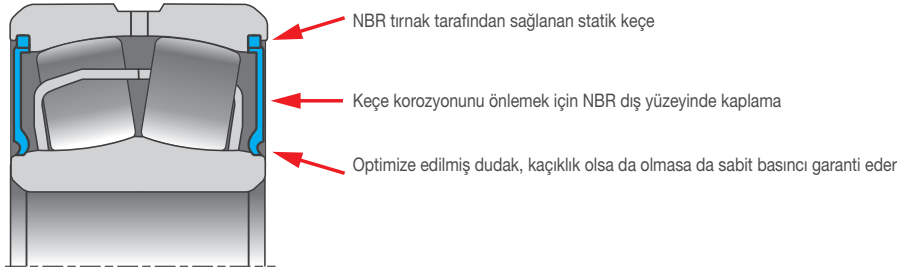 NBR tırnak tarafından sağlanan statik keçe
Keçe korozyonunu önlemek için NBR dış yüzeyinde kaplama
Optimize edilmiş dudak, kaçıklık olsa da olmasa da sabit basıncı garanti eder